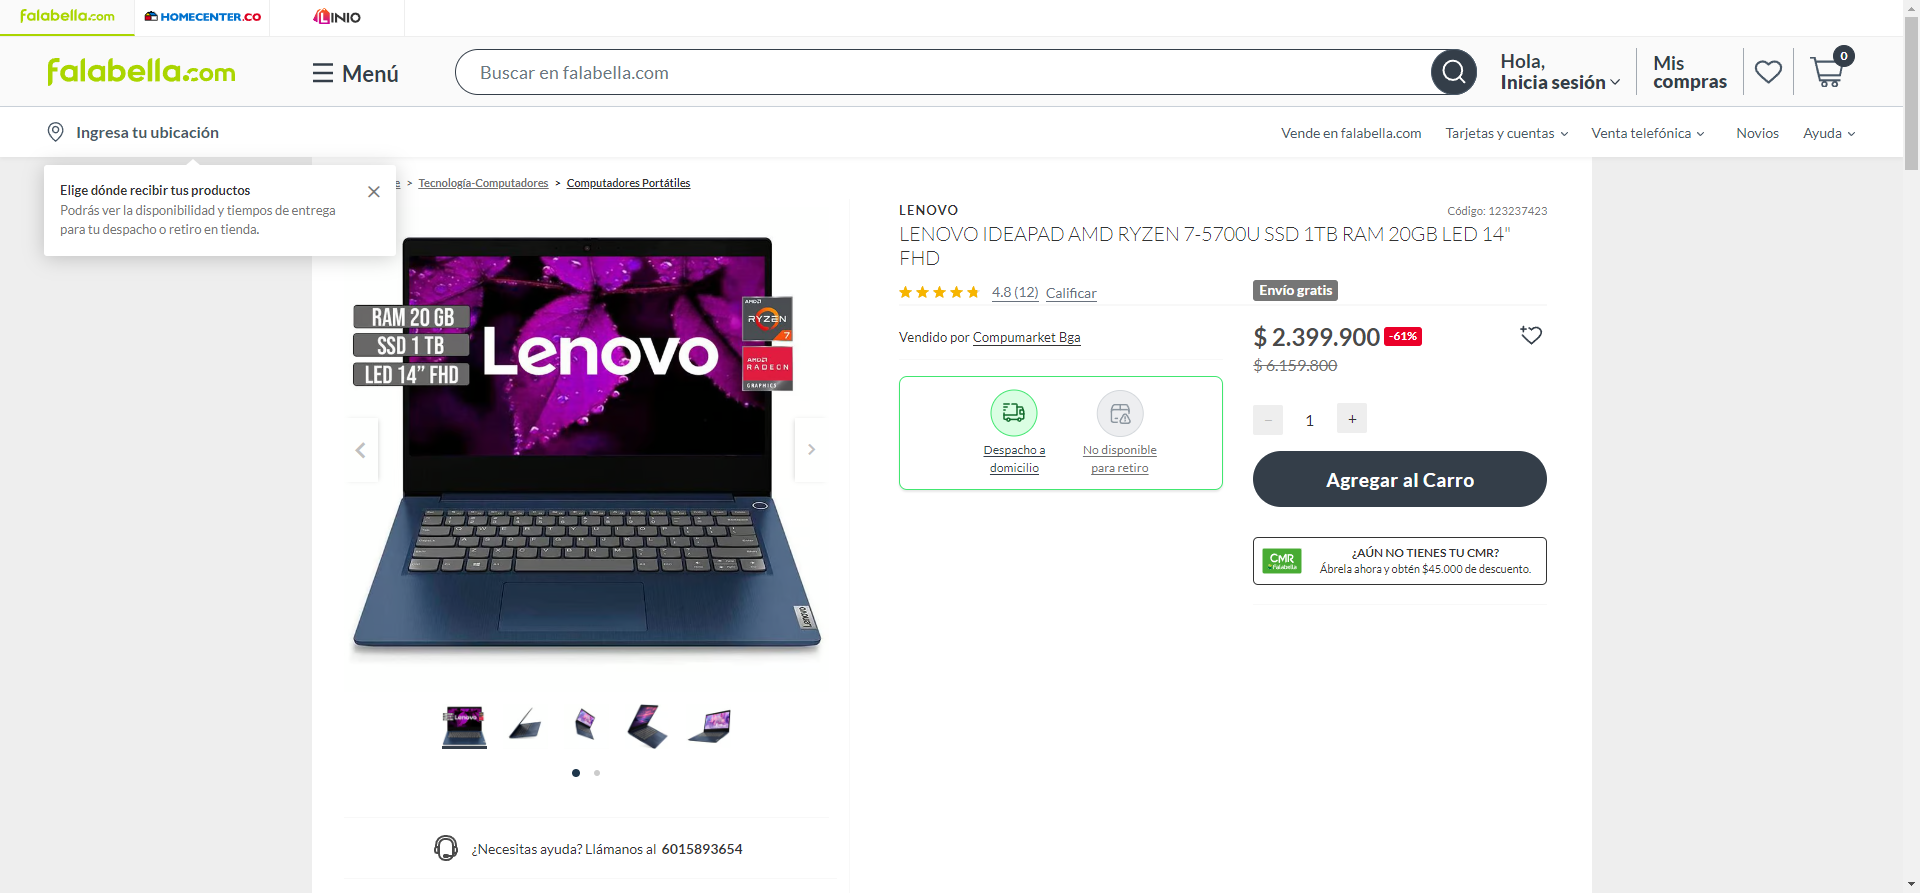 falabella.com
HOMECENTER.CO
LINIO
falabella.com
Menú
Buscar en falabella.com
Hola,
Inicia sesión
Mis
compras
0
Ingresa tu ubicación
Vende en falabella.com
Tarjetas y cuentas
Venta telefónica
Novios
Ayuda
Elige dónde recibir tus productos
Podrás ver la disponibilidad y tiempos de entrega
para tu despacho o retiro en tienda.
e > Tecnología-Computadores > Computadores Portátiles
RAM 20 GB
SSD 1 TB
LED 14” FHD
Lenovo
AMD
RYZEN
7
AMD
RADEON
GRAPHICS
Lenovo
¿Necesitas ayuda? Llámanos al 6015893654
LENOVO
Código: 123237423
LENOVO IDEAPAD AMD RYZEN 7-5700U SSD 1TB RAM 20GB LED 14"
FHD
4.8 (12) Calificar
Vendido por Compumarket Bga
Despacho a
domicilio
No disponible
para retiro
Envío gratis
$ 2.399.900 -61%
$ 6.159.800
− 1 +
Agregar al Carro
CMR
Falabella
¿AÚN NO TIENES TU CMR?
Ábrela ahora y obtén $45.000 de descuento.